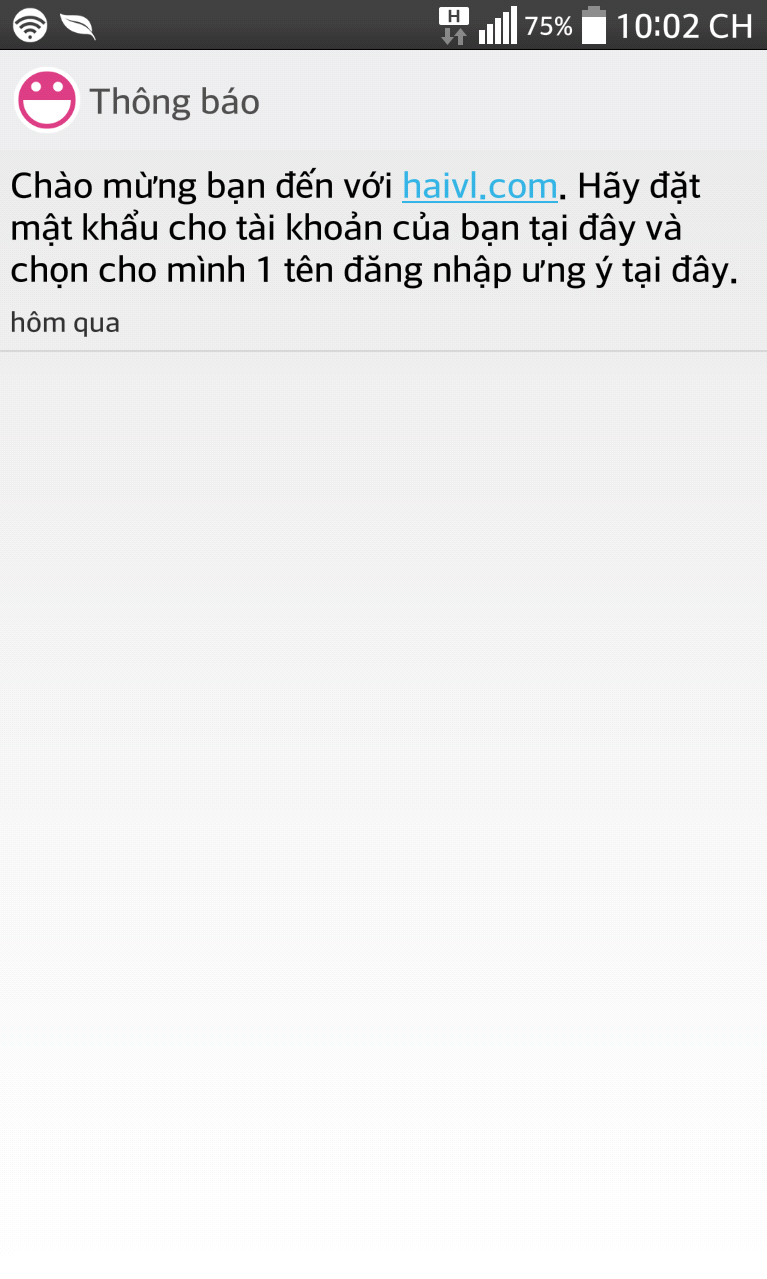 H 75% 10:02 CH
Thông báo
Chào mừng bạn đến với haivl.com. Hãy đặt
mật khẩu cho tài khoản của bạn tại đây và
chọn cho mình 1 tên đăng nhập ưng ý tại đây.
hôm qua